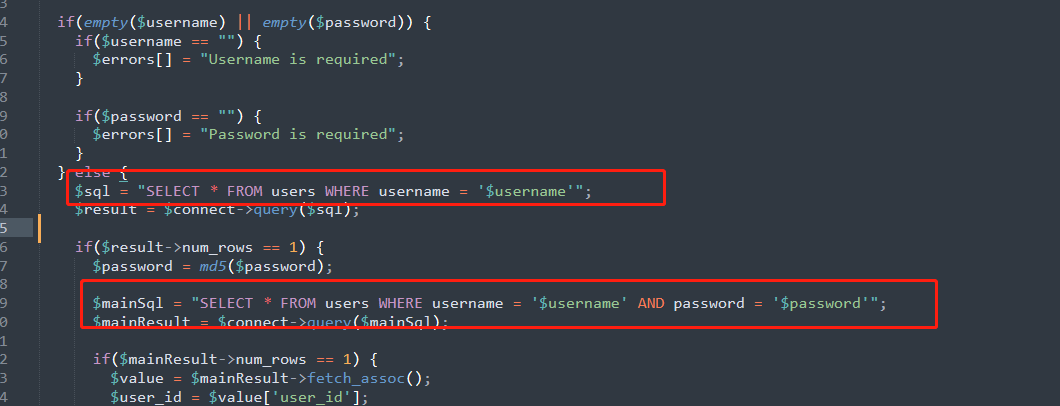 3
4 if(empty($username) || empty($password)) {
5 if($username == "") {
6 $errors[] = "Username is required";
7 }
8
9 if($password == "") {
0 $errors[] = "Password is required";
1 }
2 } else {
3 $sql = "SELECT * FROM users WHERE username = '$username'";
4 $result = $connect->query($sql);
5
6 if($result->num_rows == 1) {
7 $password = md5($password);
8
9 $mainSql = "SELECT * FROM users WHERE username = '$username' AND password = '$password'";
0 $mainResult = $connect->query($mainSql);
1
2 if($mainResult->num_rows == 1) {
3 $value = $mainResult->fetch_assoc();
4 $user_id = $value['user_id'];